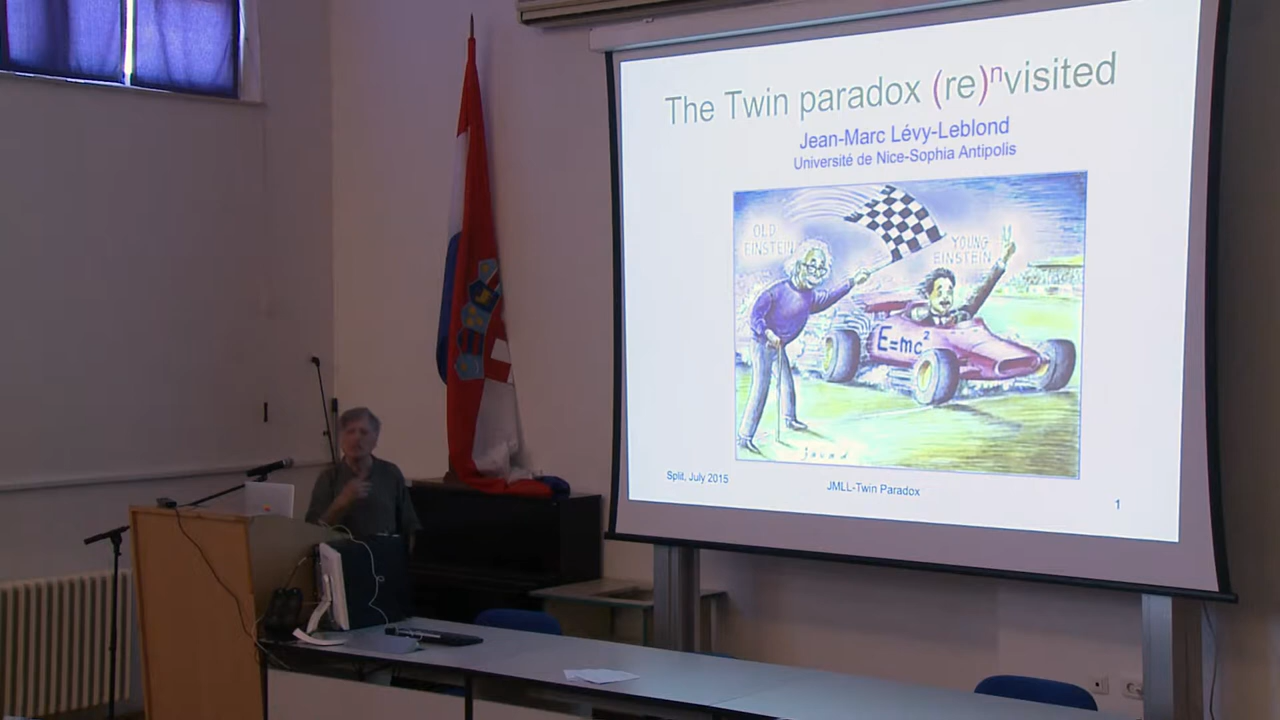 The Twin paradox (re)ⁿvisited
Jean-Marc Lévy-Leblond
Université de Nice-Sophia Antipolis
OLD
EINSTEIN
YOUNG
EINSTEIN
E=mc²
Split, July 2015
JMLL-Twin Paradox
1